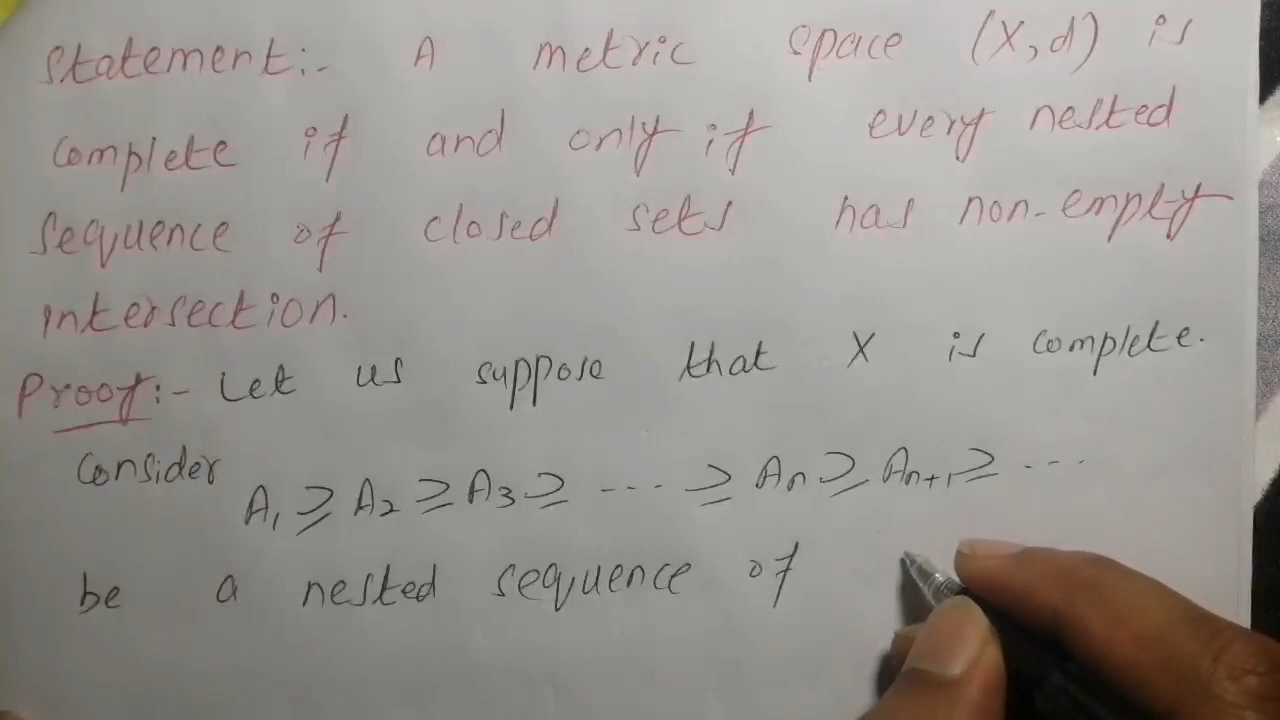 Statement:- A metric space (X,d) is
complete if and only if every nested
sequence of closed sets has non-empty
intersection.
Proof:- Let us suppose that X is complete.
Consider
A₁ ⊇ A₂ ⊇ A₃ ⊇ ---- ⊇ Aₙ ⊇ Aₙ₊₁ ⊇ ---
be a nested sequence of